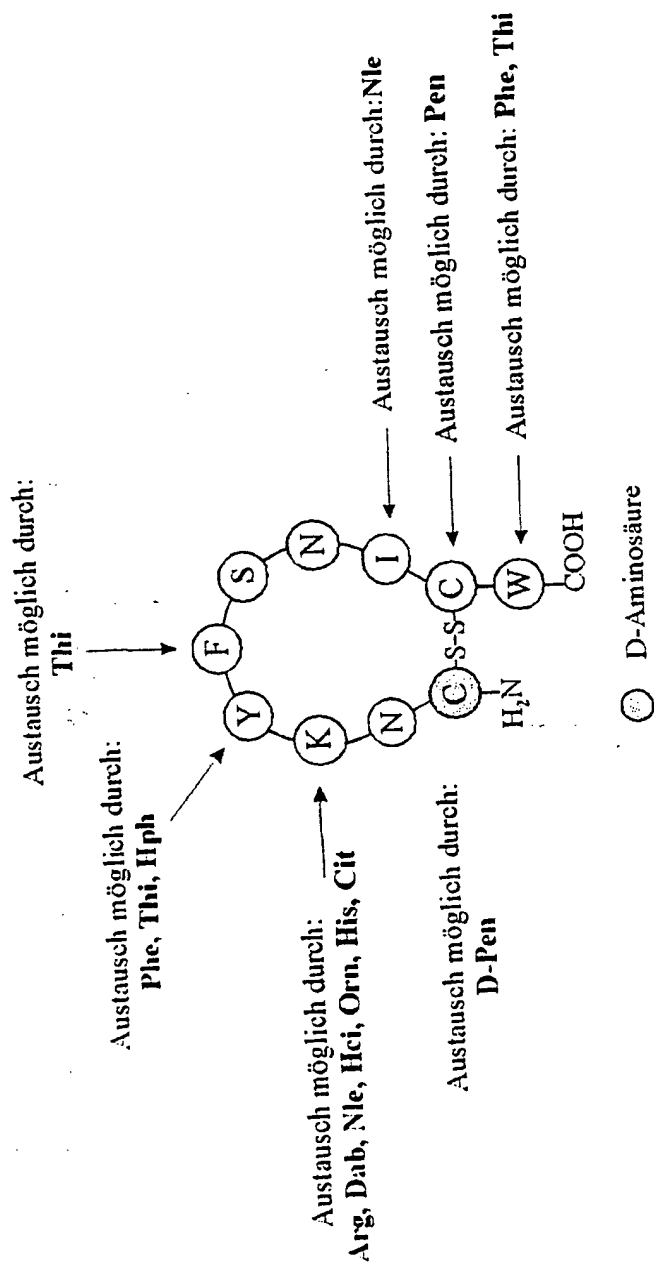 Austausch möglich durch:
Thi
Austausch möglich durch:
Phe, Thi, Hph
Austausch möglich durch:
Arg, Dab, Nle, Hci, Orn, His, Cit
Austausch möglich durch:
D-Pen
F
S
Y
N
K
I
N
C
-S-S-
C
W
H₂N
COOH
Austausch möglich durch:Nle
Austausch möglich durch: Pen
Austausch möglich durch: Phe, Thi
D-Aminosäure